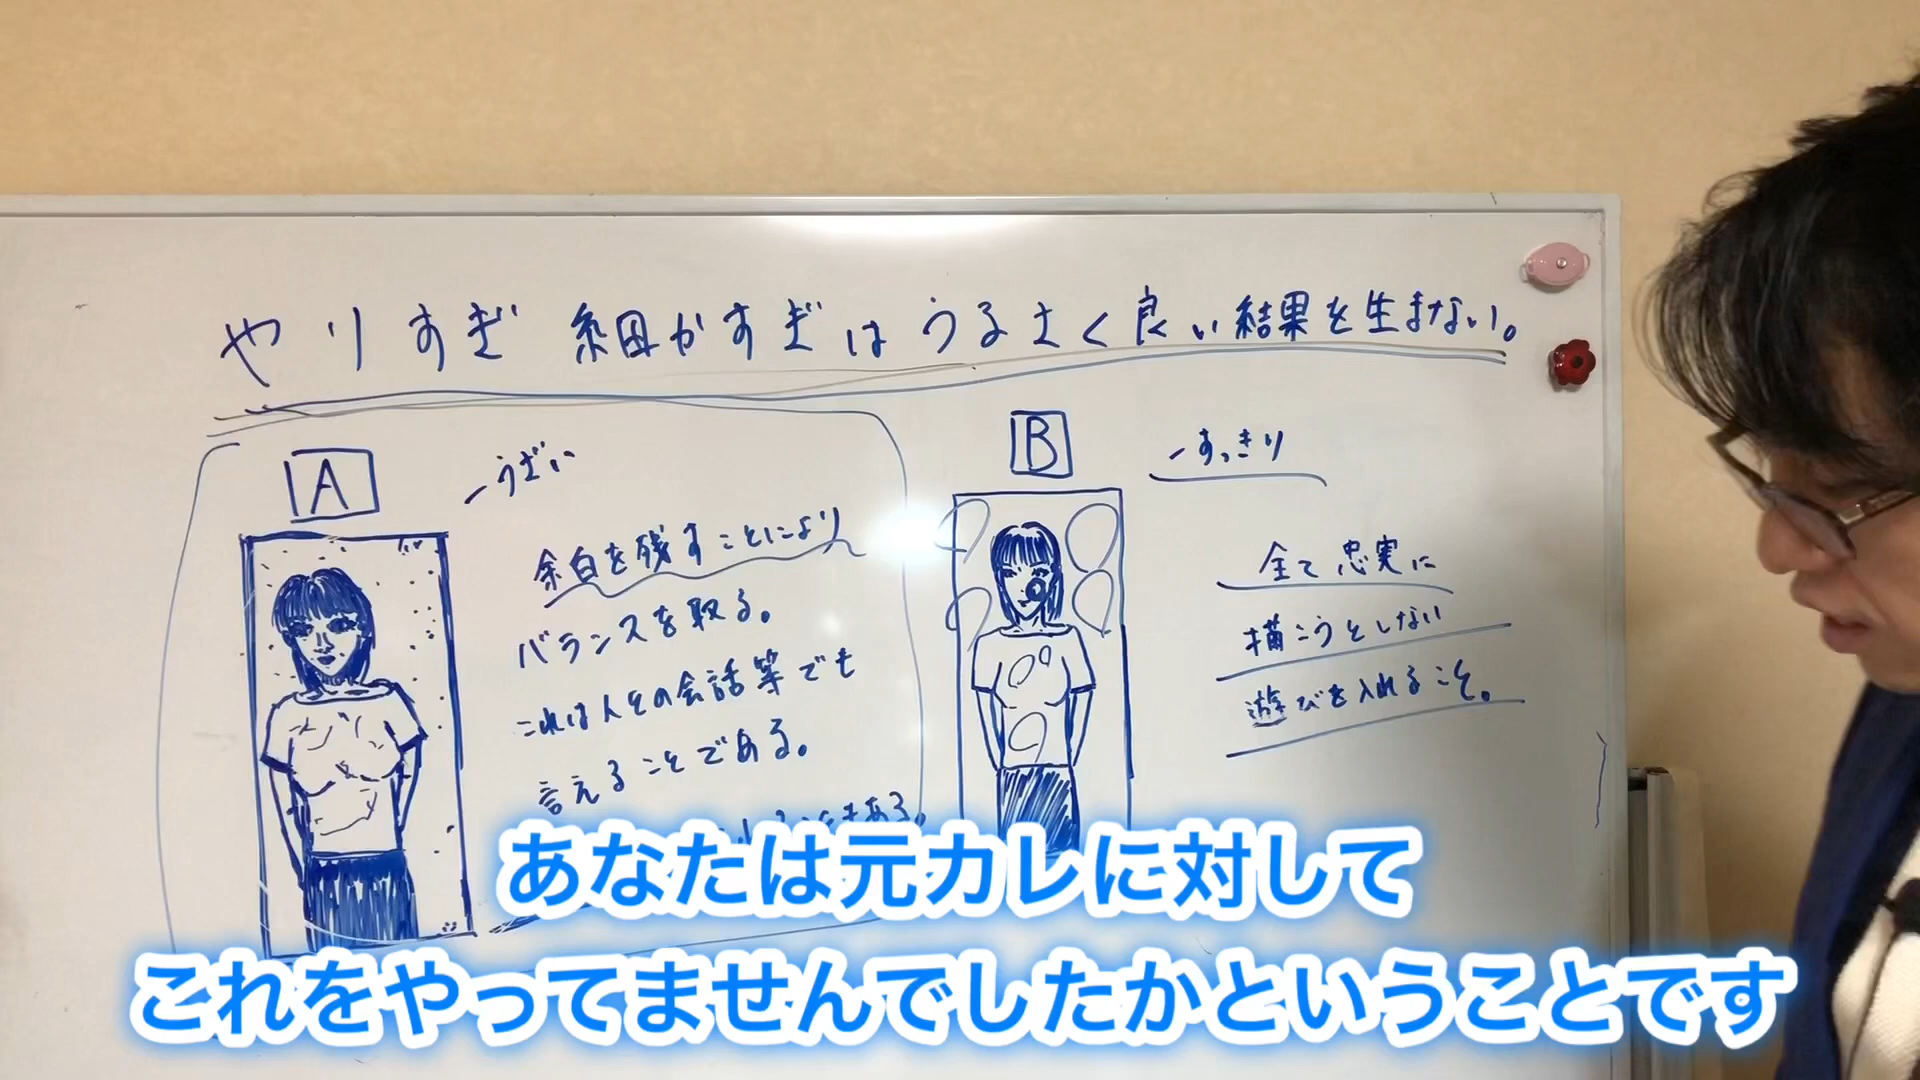 やりすぎ 細かすぎは うるさく良い結果を生まない。
A
ーうざい
余白を残すことにより
バランスを取る。
これは人との会話等でも
言えることである。
B
ーすっきり
全て忠実に
描こうとしない
遊びを入れること。
あなたは元カレに対して
これをやってませんでしたかということです